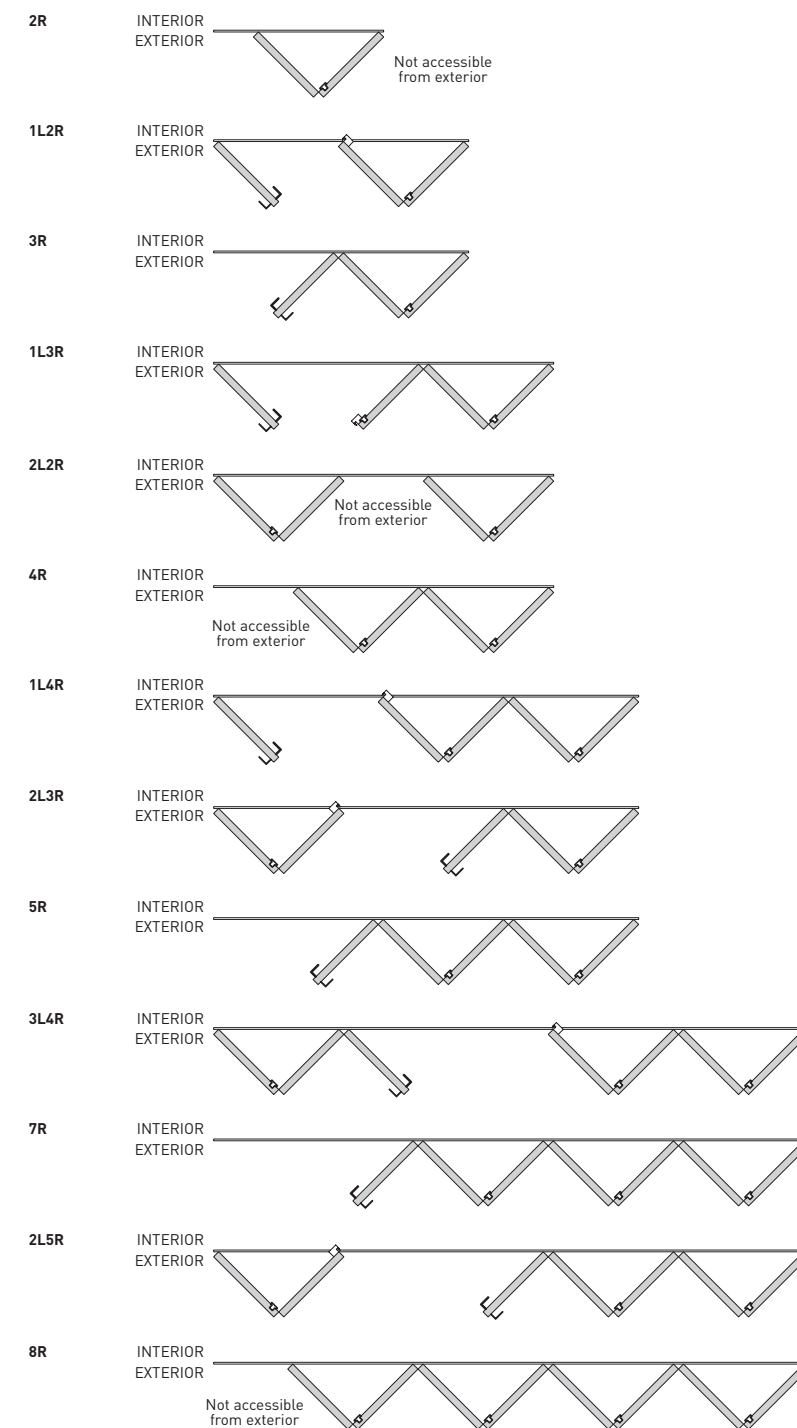 2R INTERIOR
EXTERIOR
Not accessible
from exterior
1L2R INTERIOR
EXTERIOR
3R INTERIOR
EXTERIOR
1L3R INTERIOR
EXTERIOR
2L2R INTERIOR
EXTERIOR
Not accessible
from exterior
4R INTERIOR
EXTERIOR
Not accessible
from exterior
1L4R INTERIOR
EXTERIOR
2L3R INTERIOR
EXTERIOR
5R INTERIOR
EXTERIOR
3L4R INTERIOR
EXTERIOR
7R INTERIOR
EXTERIOR
2L5R INTERIOR
EXTERIOR
8R INTERIOR
EXTERIOR
Not accessible
from exterior